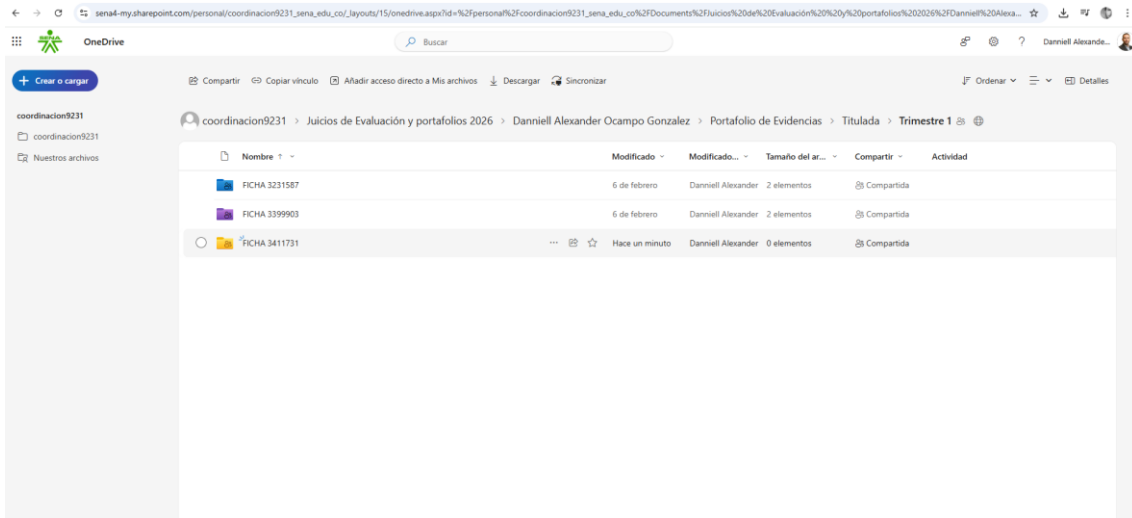 sena4-my.sharepoint.com/personal/coordinacion9231_sena_edu_co/_layouts/15/onedrive.aspx?id=%2Fpersonal%2Fcoordinacion9231_sena_edu_co%2FDocuments%2FJuicios%20de%20Evaluación%20%20y%20portafolios%202026%2FDanniell%20Alexa...
SENA OneDrive Buscar ? Danniell Alexande...
+ Crear o cargar Compartir Copiar vínculo Añadir acceso directo a Mis archivos Descargar Sincronizar Ordenar Detalles
coordinacion9231
coordinacion9231
Nuestros archivos
coordinacion9231 > Juicios de Evaluación y portafolios 2026 > Danniell Alexander Ocampo Gonzalez > Portafolio de Evidencias > Titulada > Trimestre 1
Nombre ↑ Modificado Modificado... Tamaño del ar... Compartir Actividad
FICHA 3231587 6 de febrero Danniell Alexander 2 elementos Compartida
FICHA 3399903 6 de febrero Danniell Alexander 2 elementos Compartida
FICHA 3411731 ... Hace un minuto Danniell Alexander 0 elementos Compartida